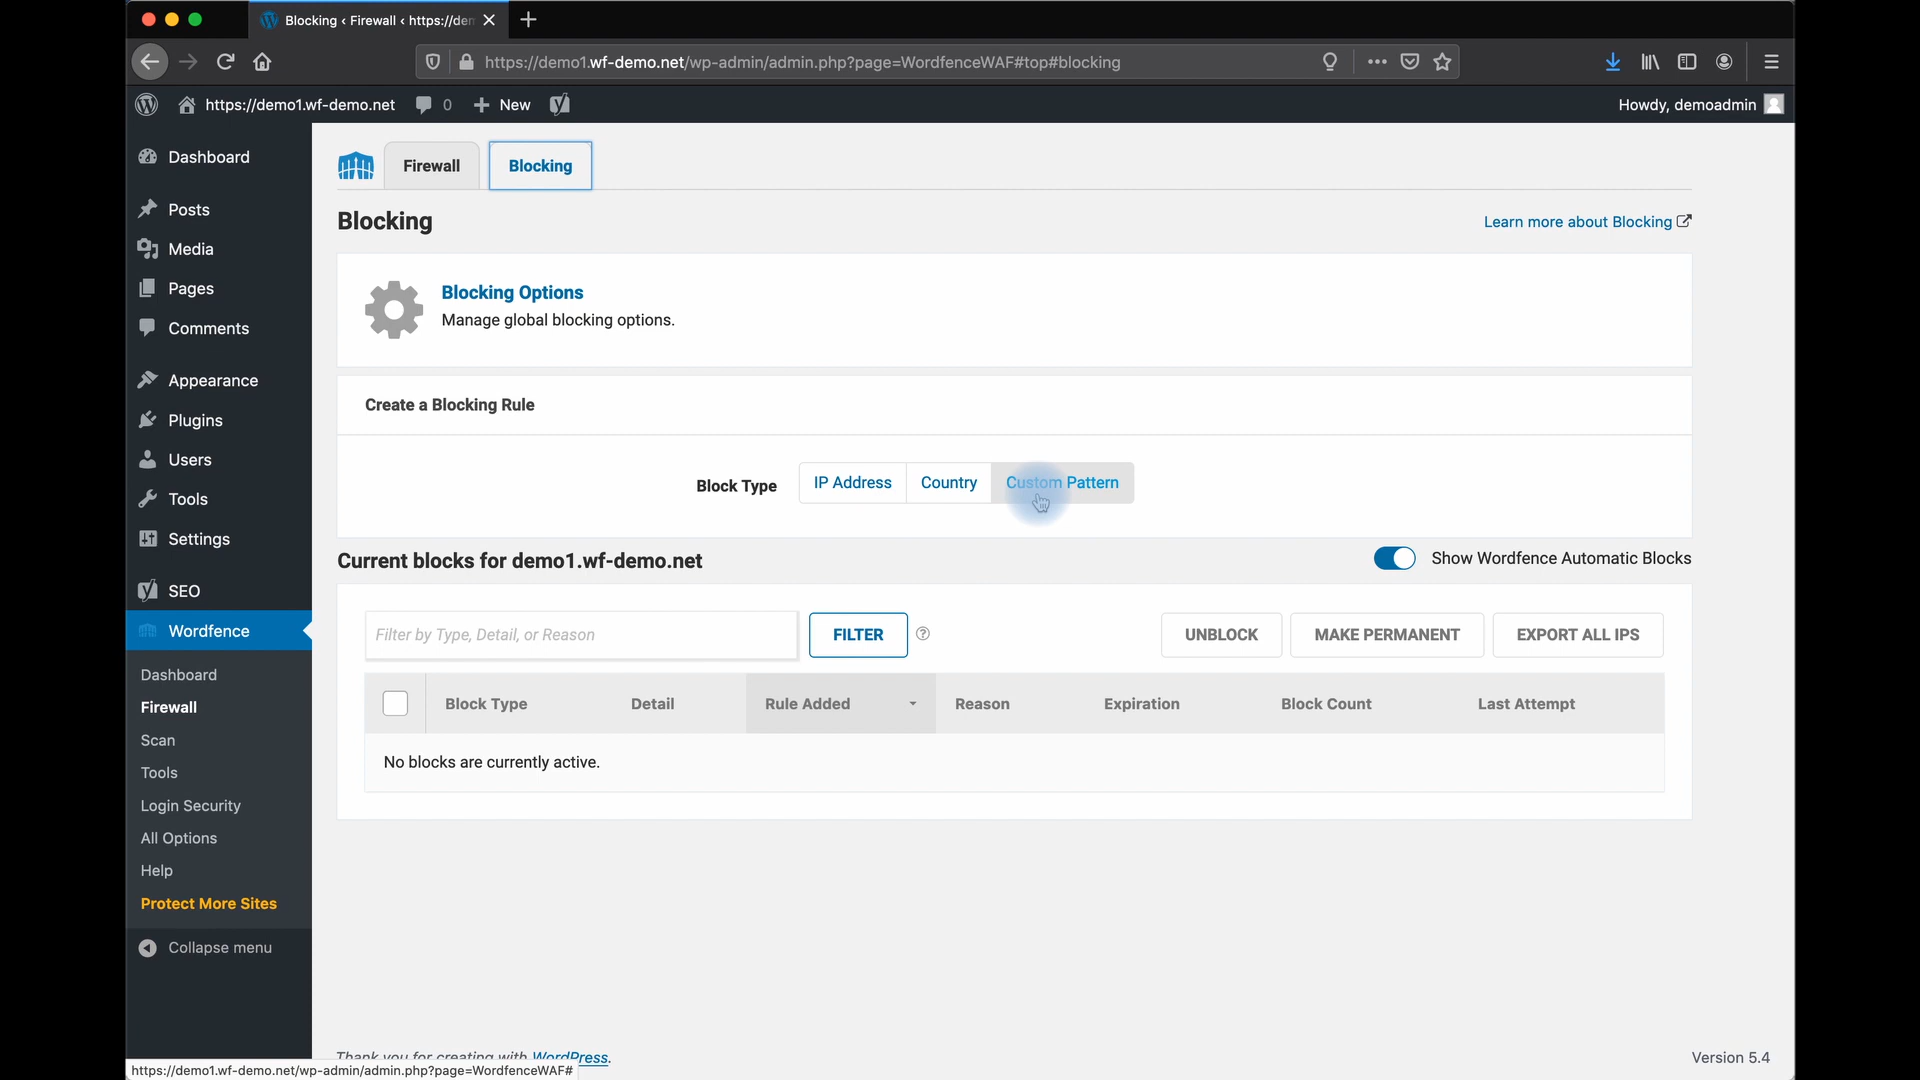 Blocking ‹ Firewall ‹ https://den
https://demo1.wf-demo.net/wp-admin/admin.php?page=WordfenceWAF#top#blocking
https://demo1.wf-demo.net 0 New Howdy, demoadmin
Dashboard
Posts
Media
Pages
Comments
Appearance
Plugins
Users
Tools
Settings
SEO
Wordfence
Dashboard
Firewall
Scan
Tools
Login Security
All Options
Help
Protect More Sites
Collapse menu
Firewall Blocking
Blocking
Learn more about Blocking
Blocking Options
Manage global blocking options.
Create a Blocking Rule
Block Type IP Address Country Custom Pattern
Current blocks for demo1.wf-demo.net
Show Wordfence Automatic Blocks
Filter by Type, Detail, or Reason FILTER UNBLOCK MAKE PERMANENT EXPORT ALL IPS
Block Type Detail Rule Added Reason Expiration Block Count Last Attempt
No blocks are currently active.
Thank you for creating with WordPress.
Version 5.4
https://demo1.wf-demo.net/wp-admin/admin.php?page=WordfenceWAF#